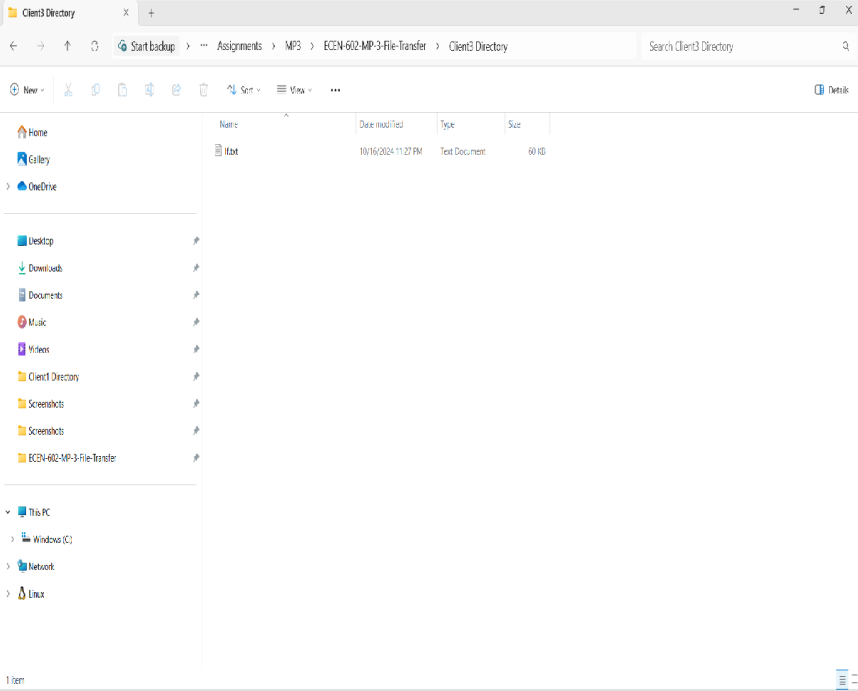 Client3 Directory
Start backup > ... Assignments > MP3 > ECEN-602-MP-3-File-Transfer > Client3 Directory
Search Client3 Directory
New
Sort
View
Details
Name
Date modified
Type
Size
lf.txt
10/16/2024 11:27 PM
Text Document
60 KB
Home
Gallery
OneDrive
Desktop
Downloads
Documents
Music
Videos
Client1 Directory
Screenshots
Screenshots
ECEN-602-MP-3-File-Transfer
This PC
Windows (C:)
Network
Linux
1 item